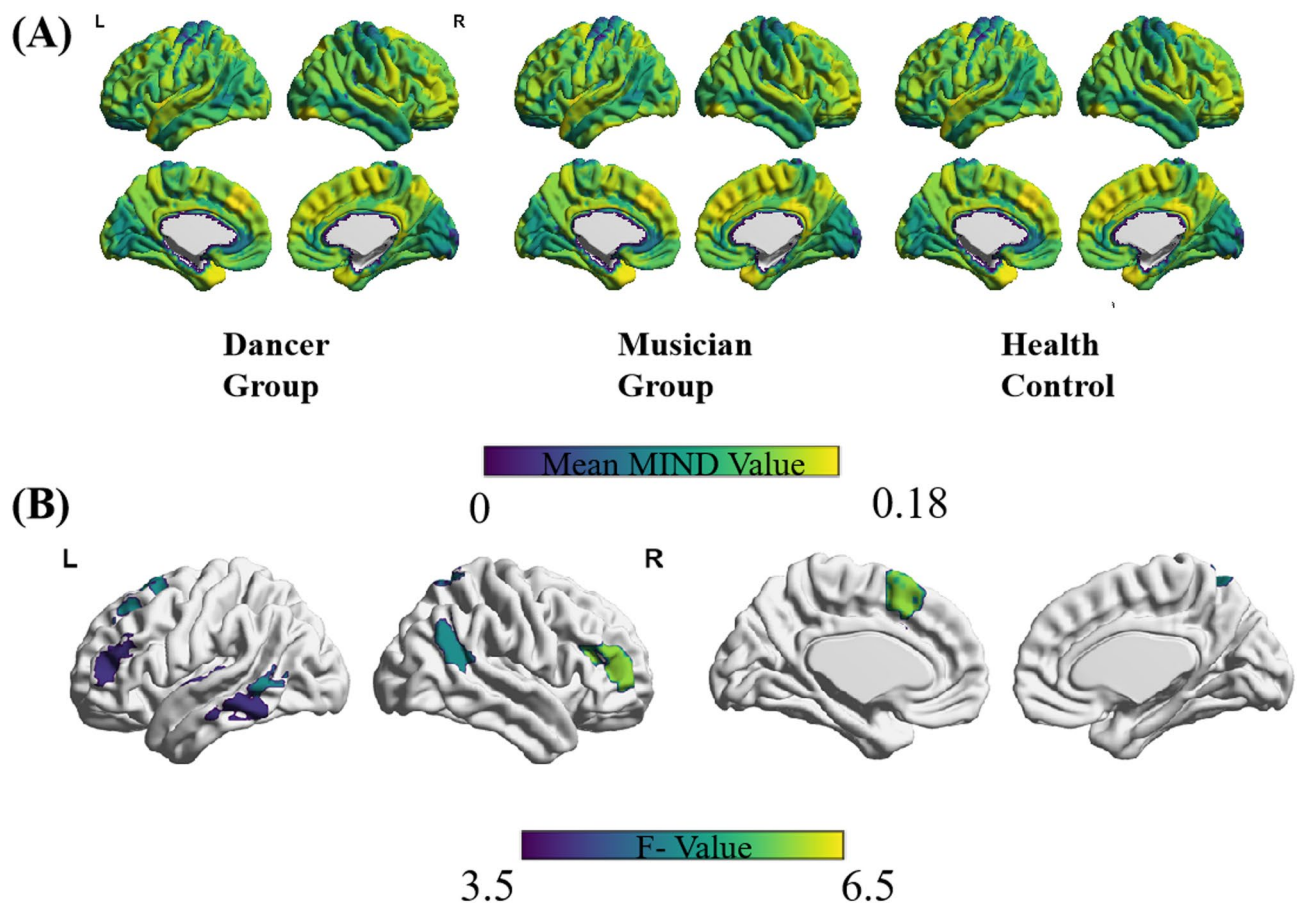 (A)
L
R
Dancer
Group
Musician
Group
Health
Control
Mean MIND Value
0
0.18
(B)
L
R
F- Value
3.5
6.5